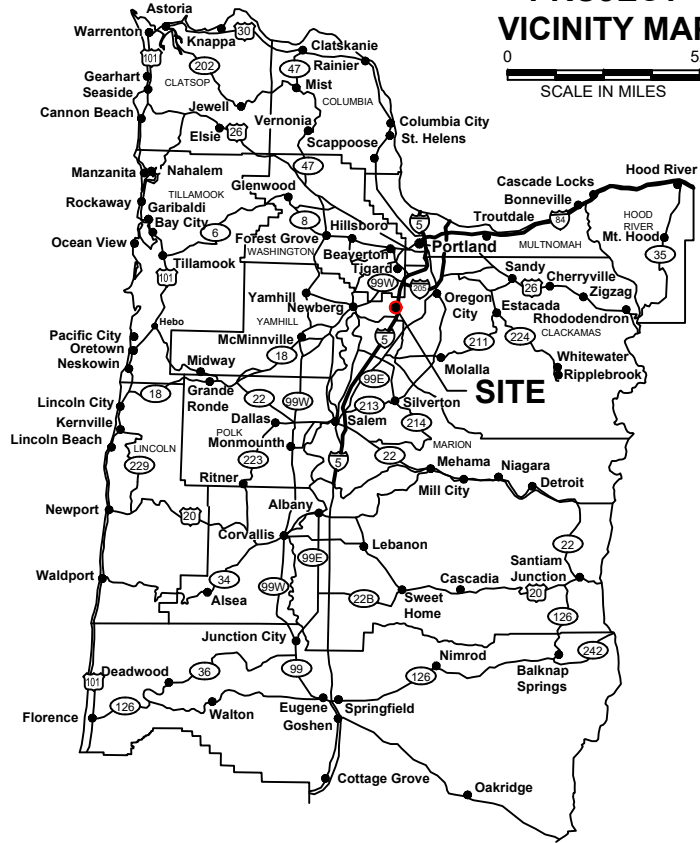 VICINITY MAP
0
5
SCALE IN MILES
Astoria
Warrenton
Knappa
30
Clatskanie
101
202
Rainier
47
Gearhart
CLATSOP
Seaside
Mist
COLUMBIA
Jewell
Cannon Beach
Vernonia
Columbia City
Elsie
26
St. Helens
Scappoose
47
Manzanita
Nahalem
Hood River
Glenwood
Cascade Locks
TILLAMOOK
Bonneville
Rockaway
Garibaldi
8
5
84
HOOD
RIVER
Bay City
6
Hillsboro
Troutdale
Forest Grove
Portland
MULTNOMAH
Mt. Hood
Ocean View
WASHINGTON
Beaverton
35
Tillamook
Tigard
101
99W
205
Sandy
26
Cherryville
Yamhill
Oregon
City
Zigzag
Newberg
Estacada
Rhododendron
Hebo
YAMHILL
CLACKAMAS
Pacific City
5
211
224
Oretown
McMinnville
18
Whitewater
Neskowin
Midway
Molalla
Ripplebrook
99E
18
Grande
Ronde
22
99W
SITE
Lincoln City
213
Silverton
Kernville
Dallas
Salem
214
Lincoln Beach
POLK
Monmouth
MARION
LINCOLN
223
5
22
229
Mehama
Niagara
Ritner
Mill City
Detroit
Newport
Albany
20
Corvallis
22
99E
Lebanon
Waldport
34
99W
Santiam
Junction
Cascadia
Alsea
22B
Sweet
Home
20
126
Junction City
242
Deadwood
36
99
Nimrod
126
Balknap
Springs
101
126
Florence
Walton
Eugene
Springfield
Goshen
Cottage Grove
Oakridge